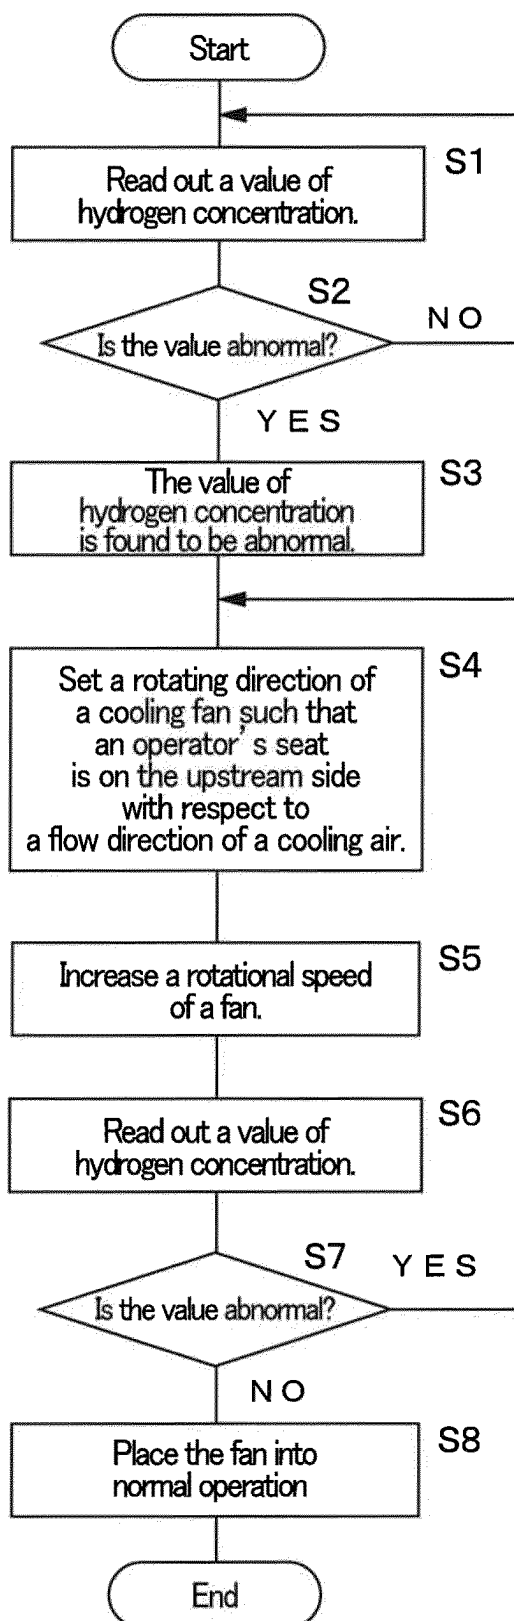 Start
S1
Read out a value of
hydrogen concentration.
S2
NO
Is the value abnormal?
YES
S3
The value of
hydrogen concentration
is found to be abnormal.
S4
Set a rotating direction of
a cooling fan such that
an operator's seat
is on the upstream side
with respect to
a flow direction of a cooling air.
S5
Increase a rotational speed
of a fan.
S6
Read out a value of
hydrogen concentration.
S7
YES
Is the value abnormal?
NO
S8
Place the fan into
normal operation
End